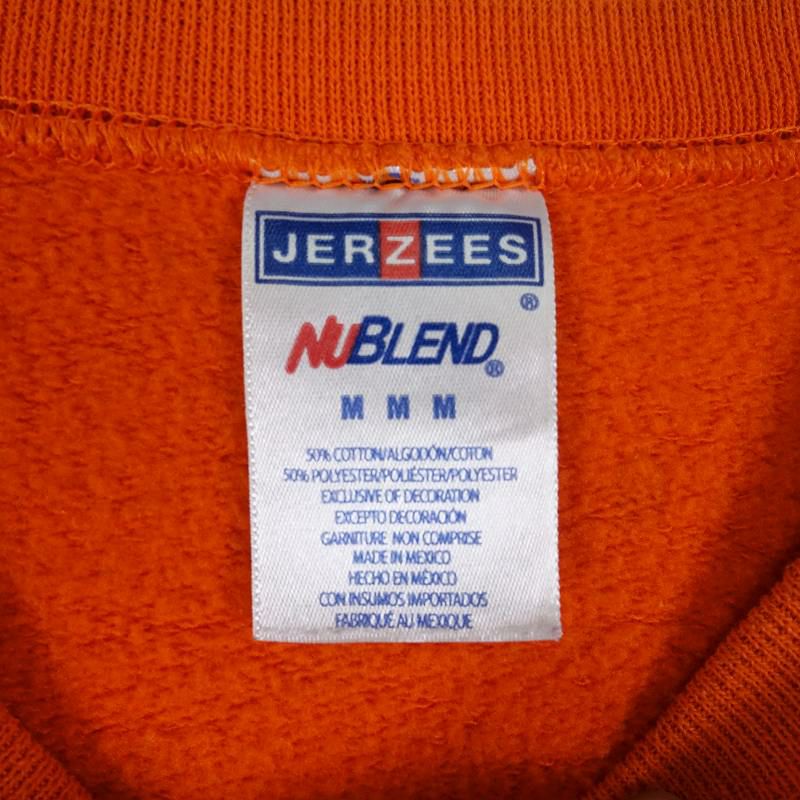 JERZEES
®
NUBLEND®
M M M
50% COTTON/ALGODÓN/COTON
50% POLYESTER/POLIÉSTER/POLYESTER
EXCLUSIVE OF DECORATION
EXCEPTO DECORACIÓN
GARNITURE NON COMPRISE
MADE IN MEXICO
HECHO EN MÉXICO
CON INSUMOS IMPORTADOS
FABRIQUÉ AU MEXIQUE